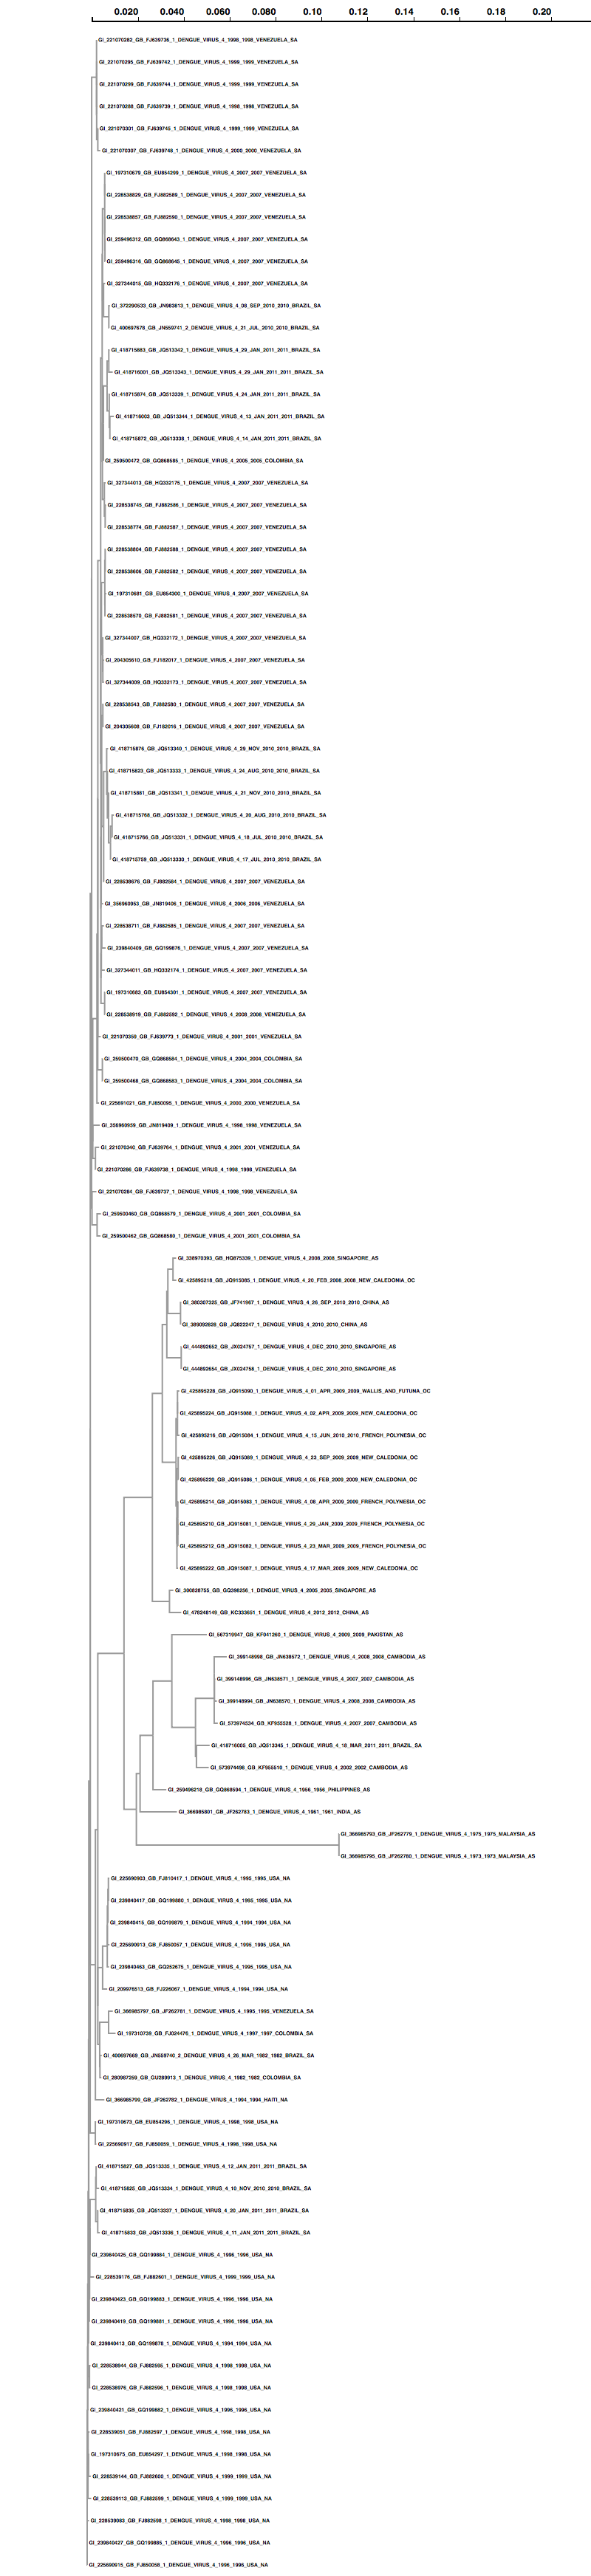 0.020 0.040 0.060 0.080 0.10 0.12 0.14 0.16 0.18 0.20
GI_221070282_GB_FJ639736_1_DENGUE_VIRUS_4_1998_1998_VENEZUELA_SA
GI_221070295_GB_FJ639742_1_DENGUE_VIRUS_4_1999_1999_VENEZUELA_SA
GI_221070299_GB_FJ639744_1_DENGUE_VIRUS_4_1999_1999_VENEZUELA_SA
GI_221070288_GB_FJ639739_1_DENGUE_VIRUS_4_1998_1998_VENEZUELA_SA
GI_221070301_GB_FJ639745_1_DENGUE_VIRUS_4_1999_1999_VENEZUELA_SA
GI_221070307_GB_FJ639748_1_DENGUE_VIRUS_4_2000_2000_VENEZUELA_SA
GI_197310679_GB_EU854299_1_DENGUE_VIRUS_4_2007_2007_VENEZUELA_SA
GI_228538829_GB_FJ882589_1_DENGUE_VIRUS_4_2007_2007_VENEZUELA_SA
GI_228538857_GB_FJ882590_1_DENGUE_VIRUS_4_2007_2007_VENEZUELA_SA
GI_259496312_GB_GQ868643_1_DENGUE_VIRUS_4_2007_2007_VENEZUELA_SA
GI_259496316_GB_GQ868645_1_DENGUE_VIRUS_4_2007_2007_VENEZUELA_SA
GI_327344015_GB_HQ332176_1_DENGUE_VIRUS_4_2007_2007_VENEZUELA_SA
GI_372290533_GB_JN983813_1_DENGUE_VIRUS_4_08_SEP_2010_2010_BRAZIL_SA
GI_400697678_GB_JN559741_2_DENGUE_VIRUS_4_21_JUL_2010_2010_BRAZIL_SA
GI_418715883_GB_JQ513342_1_DENGUE_VIRUS_4_29_JAN_2011_2011_BRAZIL_SA
GI_418716001_GB_JQ513343_1_DENGUE_VIRUS_4_29_JAN_2011_2011_BRAZIL_SA
GI_418715874_GB_JQ513339_1_DENGUE_VIRUS_4_24_JAN_2011_2011_BRAZIL_SA
GI_418716003_GB_JQ513344_1_DENGUE_VIRUS_4_13_JAN_2011_2011_BRAZIL_SA
GI_418715872_GB_JQ513338_1_DENGUE_VIRUS_4_14_JAN_2011_2011_BRAZIL_SA
GI_259500472_GB_GQ868585_1_DENGUE_VIRUS_4_2005_2005_COLOMBIA_SA
GI_327344013_GB_HQ332175_1_DENGUE_VIRUS_4_2007_2007_VENEZUELA_SA
GI_228538745_GB_FJ882586_1_DENGUE_VIRUS_4_2007_2007_VENEZUELA_SA
GI_228538774_GB_FJ882587_1_DENGUE_VIRUS_4_2007_2007_VENEZUELA_SA
GI_228538804_GB_FJ882588_1_DENGUE_VIRUS_4_2007_2007_VENEZUELA_SA
GI_228538606_GB_FJ882582_1_DENGUE_VIRUS_4_2007_2007_VENEZUELA_SA
GI_197310681_GB_EU854300_1_DENGUE_VIRUS_4_2007_2007_VENEZUELA_SA
GI_228538570_GB_FJ882581_1_DENGUE_VIRUS_4_2007_2007_VENEZUELA_SA
GI_327344007_GB_HQ332172_1_DENGUE_VIRUS_4_2007_2007_VENEZUELA_SA
GI_204305610_GB_FJ182017_1_DENGUE_VIRUS_4_2007_2007_VENEZUELA_SA
GI_327344009_GB_HQ332173_1_DENGUE_VIRUS_4_2007_2007_VENEZUELA_SA
GI_228538543_GB_FJ882580_1_DENGUE_VIRUS_4_2007_2007_VENEZUELA_SA
GI_204305608_GB_FJ182016_1_DENGUE_VIRUS_4_2007_2007_VENEZUELA_SA
GI_418715876_GB_JQ513340_1_DENGUE_VIRUS_4_29_NOV_2010_2010_BRAZIL_SA
GI_418715823_GB_JQ513333_1_DENGUE_VIRUS_4_24_AUG_2010_2010_BRAZIL_SA
GI_418715881_GB_JQ513341_1_DENGUE_VIRUS_4_21_NOV_2010_2010_BRAZIL_SA
GI_418715768_GB_JQ513332_1_DENGUE_VIRUS_4_20_AUG_2010_2010_BRAZIL_SA
GI_418715766_GB_JQ513331_1_DENGUE_VIRUS_4_18_JUL_2010_2010_BRAZIL_SA
GI_418715759_GB_JQ513330_1_DENGUE_VIRUS_4_17_JUL_2010_2010_BRAZIL_SA
GI_228538676_GB_FJ882584_1_DENGUE_VIRUS_4_2007_2007_VENEZUELA_SA
GI_356960953_GB_JN819406_1_DENGUE_VIRUS_4_2006_2006_VENEZUELA_SA
GI_228538711_GB_FJ882585_1_DENGUE_VIRUS_4_2007_2007_VENEZUELA_SA
GI_239840409_GB_GQ199876_1_DENGUE_VIRUS_4_2007_2007_VENEZUELA_SA
GI_327344011_GB_HQ332174_1_DENGUE_VIRUS_4_2007_2007_VENEZUELA_SA
GI_197310683_GB_EU854301_1_DENGUE_VIRUS_4_2007_2007_VENEZUELA_SA
GI_228538919_GB_FJ882592_1_DENGUE_VIRUS_4_2008_2008_VENEZUELA_SA
GI_221070359_GB_FJ639773_1_DENGUE_VIRUS_4_2001_2001_VENEZUELA_SA
GI_259500470_GB_GQ868584_1_DENGUE_VIRUS_4_2004_2004_COLOMBIA_SA
GI_259500468_GB_GQ868583_1_DENGUE_VIRUS_4_2004_2004_COLOMBIA_SA
GI_225691021_GB_FJ850095_1_DENGUE_VIRUS_4_2000_2000_VENEZUELA_SA
GI_356960959_GB_JN819409_1_DENGUE_VIRUS_4_1998_1998_VENEZUELA_SA
GI_221070340_GB_FJ639764_1_DENGUE_VIRUS_4_2001_2001_VENEZUELA_SA
GI_221070286_GB_FJ639738_1_DENGUE_VIRUS_4_1998_1998_VENEZUELA_SA
GI_221070284_GB_FJ639737_1_DENGUE_VIRUS_4_1998_1998_VENEZUELA_SA
GI_259500460_GB_GQ868579_1_DENGUE_VIRUS_4_2001_2001_COLOMBIA_SA
GI_259500462_GB_GQ868580_1_DENGUE_VIRUS_4_2001_2001_COLOMBIA_SA
GI_338970393_GB_HQ875339_1_DENGUE_VIRUS_4_2008_2008_SINGAPORE_AS
GI_425895218_GB_JQ915085_1_DENGUE_VIRUS_4_20_FEB_2008_2008_NEW_CALEDONIA_OC
GI_380307325_GB_JF741967_1_DENGUE_VIRUS_4_26_SEP_2010_2010_CHINA_AS
GI_389092828_GB_JQ822247_1_DENGUE_VIRUS_4_2010_2010_CHINA_AS
GI_444892652_GB_JX024757_1_DENGUE_VIRUS_4_DEC_2010_2010_SINGAPORE_AS
GI_444892654_GB_JX024758_1_DENGUE_VIRUS_4_DEC_2010_2010_SINGAPORE_AS
GI_425895228_GB_JQ915090_1_DENGUE_VIRUS_4_01_APR_2009_2009_WALLIS_AND_FUTUNA_OC
GI_425895224_GB_JQ915088_1_DENGUE_VIRUS_4_02_APR_2009_2009_NEW_CALEDONIA_OC
GI_425895216_GB_JQ915084_1_DENGUE_VIRUS_4_15_JUN_2010_2010_FRENCH_POLYNESIA_OC
GI_425895226_GB_JQ915089_1_DENGUE_VIRUS_4_23_SEP_2009_2009_NEW_CALEDONIA_OC
GI_425895220_GB_JQ915086_1_DENGUE_VIRUS_4_05_FEB_2009_2009_NEW_CALEDONIA_OC
GI_425895214_GB_JQ915083_1_DENGUE_VIRUS_4_08_APR_2009_2009_FRENCH_POLYNESIA_OC
GI_425895210_GB_JQ915081_1_DENGUE_VIRUS_4_29_JAN_2009_2009_FRENCH_POLYNESIA_OC
GI_425895212_GB_JQ915082_1_DENGUE_VIRUS_4_23_MAR_2009_2009_FRENCH_POLYNESIA_OC
GI_425895222_GB_JQ915087_1_DENGUE_VIRUS_4_17_MAR_2009_2009_NEW_CALEDONIA_OC
GI_300828755_GB_GQ398256_1_DENGUE_VIRUS_4_2005_2005_SINGAPORE_AS
GI_478248149_GB_KC333651_1_DENGUE_VIRUS_4_2012_2012_CHINA_AS
GI_567319947_GB_KF041260_1_DENGUE_VIRUS_4_2009_2009_PAKISTAN_AS
GI_399148998_GB_JN638572_1_DENGUE_VIRUS_4_2008_2008_CAMBODIA_AS
GI_399148996_GB_JN638571_1_DENGUE_VIRUS_4_2007_2007_CAMBODIA_AS
GI_399148994_GB_JN638570_1_DENGUE_VIRUS_4_2008_2008_CAMBODIA_AS
GI_573974534_GB_KF955528_1_DENGUE_VIRUS_4_2007_2007_CAMBODIA_AS
GI_418716005_GB_JQ513345_1_DENGUE_VIRUS_4_18_MAR_2011_2011_BRAZIL_SA
GI_573974498_GB_KF955510_1_DENGUE_VIRUS_4_2002_2002_CAMBODIA_AS
GI_259496218_GB_GQ868594_1_DENGUE_VIRUS_4_1956_1956_PHILIPPINES_AS
GI_366985801_GB_JF262783_1_DENGUE_VIRUS_4_1961_1961_INDIA_AS
GI_366985793_GB_JF262779_1_DENGUE_VIRUS_4_1975_1975_MALAYSIA_AS
GI_366985795_GB_JF262780_1_DENGUE_VIRUS_4_1973_1973_MALAYSIA_AS
GI_225690903_GB_FJ810417_1_DENGUE_VIRUS_4_1995_1995_USA_NA
GI_239840417_GB_GQ199880_1_DENGUE_VIRUS_4_1995_1995_USA_NA
GI_239840415_GB_GQ199879_1_DENGUE_VIRUS_4_1994_1994_USA_NA
GI_225690913_GB_FJ850057_1_DENGUE_VIRUS_4_1995_1995_USA_NA
GI_239840463_GB_GQ252675_1_DENGUE_VIRUS_4_1995_1995_USA_NA
GI_209976513_GB_FJ226067_1_DENGUE_VIRUS_4_1994_1994_USA_NA
GI_366985797_GB_JF262781_1_DENGUE_VIRUS_4_1995_1995_VENEZUELA_SA
GI_197310739_GB_FJ024476_1_DENGUE_VIRUS_4_1997_1997_COLOMBIA_SA
GI_400697669_GB_JN559740_2_DENGUE_VIRUS_4_26_MAR_1982_1982_BRAZIL_SA
GI_280987259_GB_GU289913_1_DENGUE_VIRUS_4_1982_1982_COLOMBIA_SA
GI_366985799_GB_JF262782_1_DENGUE_VIRUS_4_1994_1994_HAITI_NA
GI_197310673_GB_EU854296_1_DENGUE_VIRUS_4_1998_1998_USA_NA
GI_225690917_GB_FJ850059_1_DENGUE_VIRUS_4_1998_1998_USA_NA
GI_418715827_GB_JQ513335_1_DENGUE_VIRUS_4_12_JAN_2011_2011_BRAZIL_SA
GI_418715825_GB_JQ513334_1_DENGUE_VIRUS_4_10_NOV_2010_2010_BRAZIL_SA
GI_418715835_GB_JQ513337_1_DENGUE_VIRUS_4_20_JAN_2011_2011_BRAZIL_SA
GI_418715833_GB_JQ513336_1_DENGUE_VIRUS_4_11_JAN_2011_2011_BRAZIL_SA
GI_239840425_GB_GQ199884_1_DENGUE_VIRUS_4_1996_1996_USA_NA
GI_228539176_GB_FJ882601_1_DENGUE_VIRUS_4_1999_1999_USA_NA
GI_239840423_GB_GQ199883_1_DENGUE_VIRUS_4_1996_1996_USA_NA
GI_239840419_GB_GQ199881_1_DENGUE_VIRUS_4_1996_1996_USA_NA
GI_239840413_GB_GQ199878_1_DENGUE_VIRUS_4_1994_1994_USA_NA
GI_228538944_GB_FJ882595_1_DENGUE_VIRUS_4_1998_1998_USA_NA
GI_228538976_GB_FJ882596_1_DENGUE_VIRUS_4_1998_1998_USA_NA
GI_239840421_GB_GQ199882_1_DENGUE_VIRUS_4_1996_1996_USA_NA
GI_228539051_GB_FJ882597_1_DENGUE_VIRUS_4_1998_1998_USA_NA
GI_197310675_GB_EU854297_1_DENGUE_VIRUS_4_1998_1998_USA_NA
GI_228539144_GB_FJ882600_1_DENGUE_VIRUS_4_1999_1999_USA_NA
GI_228539113_GB_FJ882599_1_DENGUE_VIRUS_4_1999_1999_USA_NA
GI_228539083_GB_FJ882598_1_DENGUE_VIRUS_4_1998_1998_USA_NA
GI_239840427_GB_GQ199885_1_DENGUE_VIRUS_4_1996_1996_USA_NA
GI_225690915_GB_FJ850058_1_DENGUE_VIRUS_4_1996_1996_USA_NA